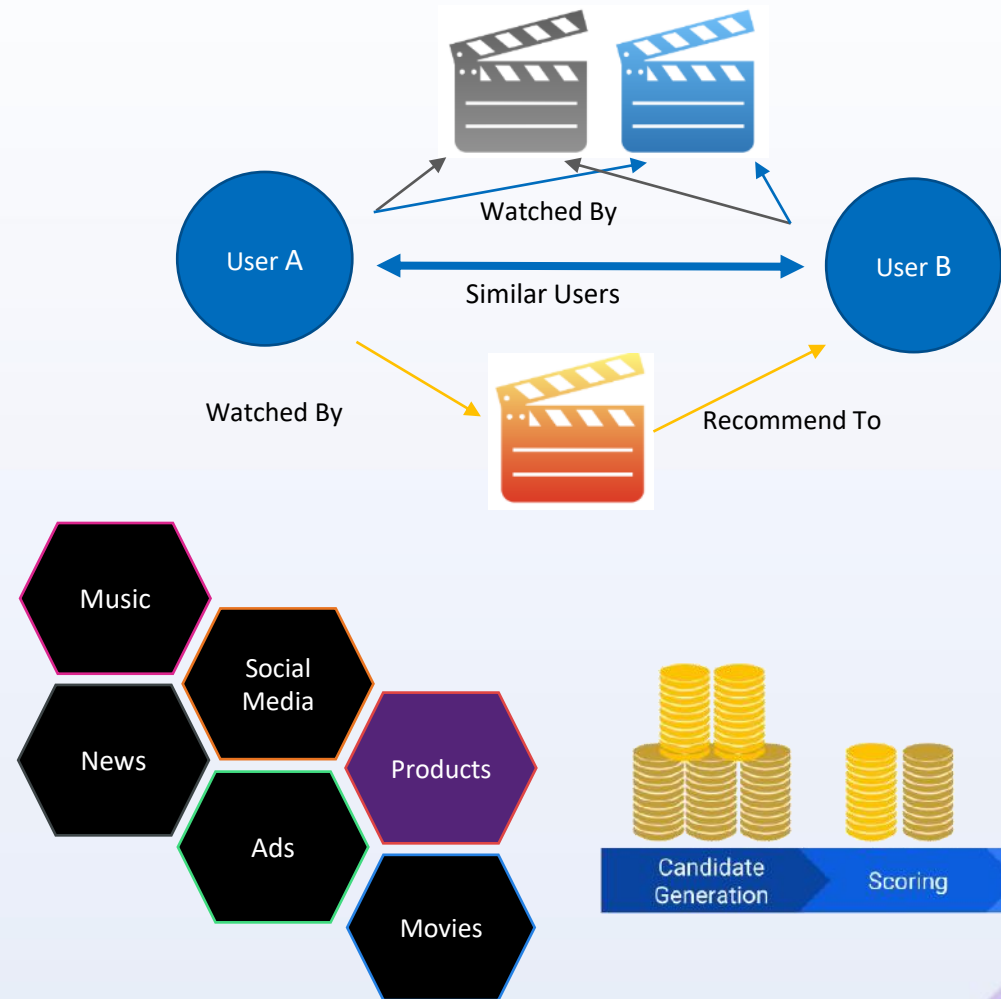 Watched By
User A
User B
Similar Users
Watched By
Recommend To
Music
Social
Media
News
Products
Ads
Movies
Candidate
Generation
Scoring